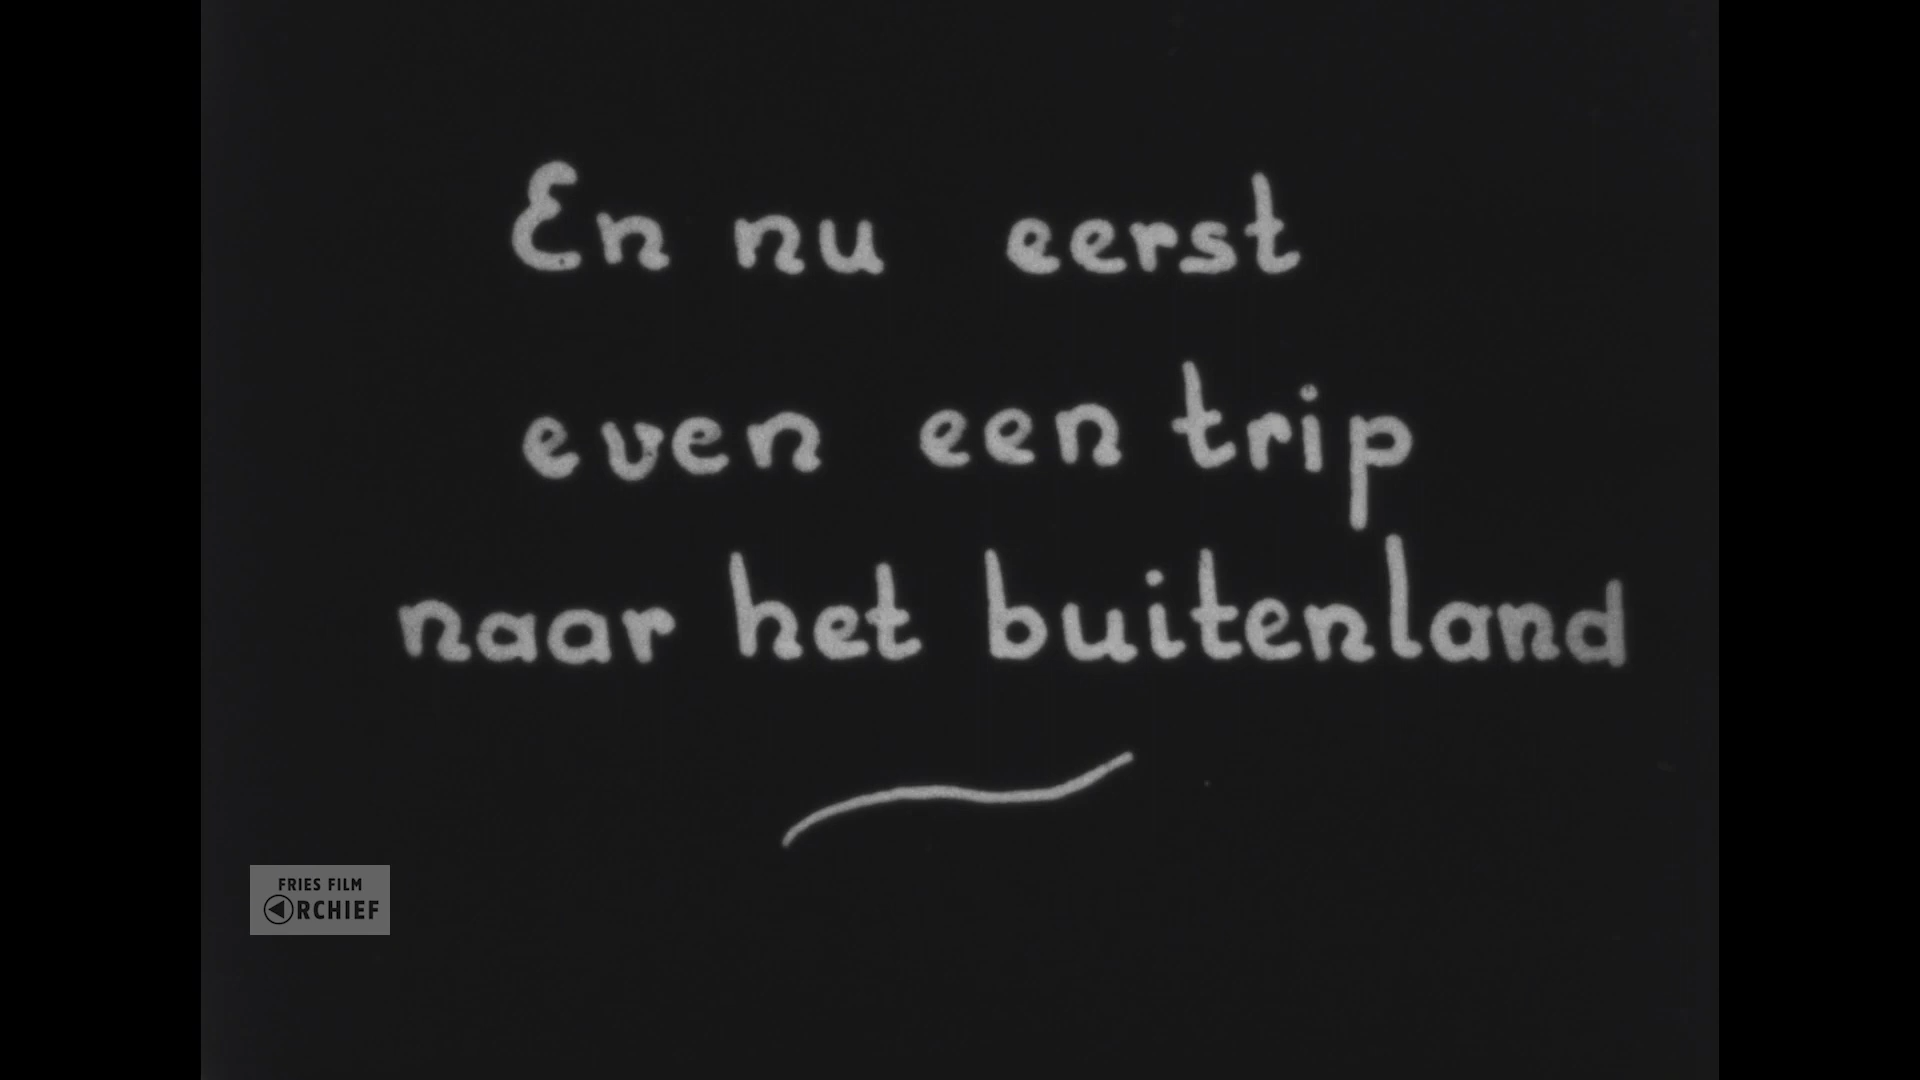 En nu eerst
even een trip
naar het buitenland
FRIES FILM
ARCHIEF